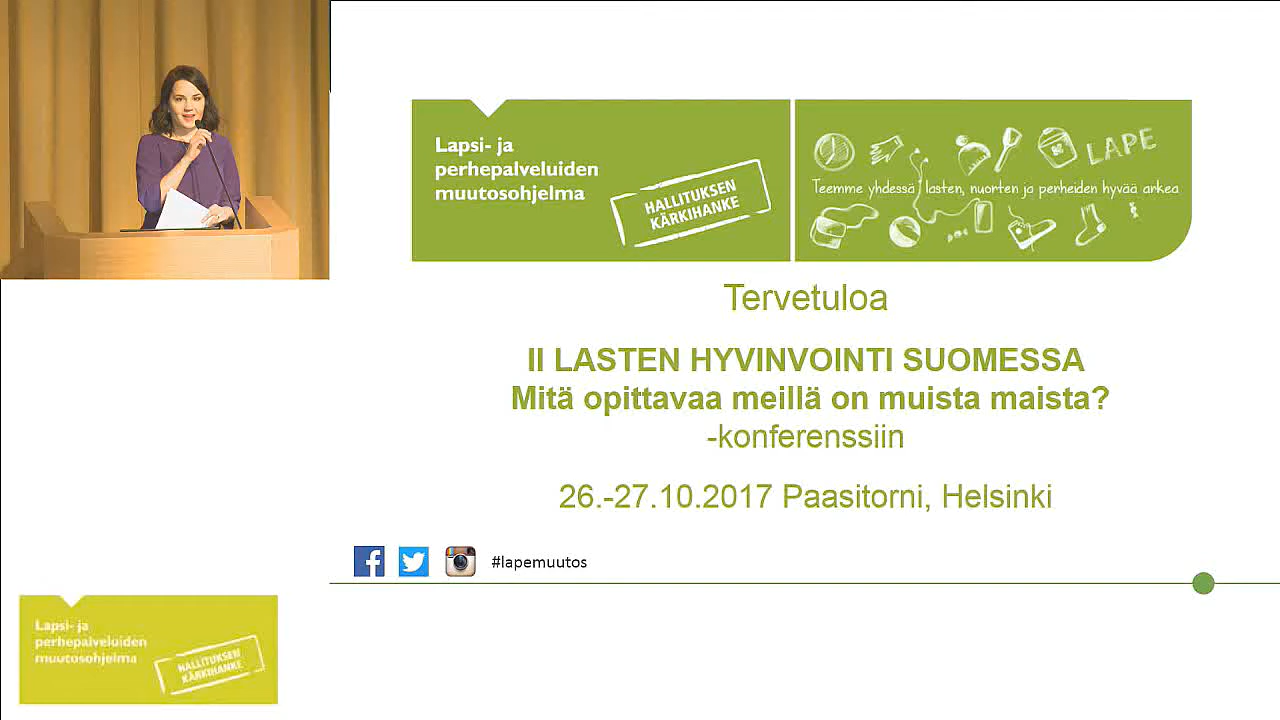 Lapsi- ja
perhepalveluiden
muutosohjelma
HALLITUKSEN
KÄRKIHANKE
LAPE
Teemme yhdessä lasten, nuorten ja perheiden hyvää arkea
Tervetuloa
II LASTEN HYVINVOINTI SUOMESSA
Mitä opittavaa meillä on muista maista?
-konferenssiin
26.-27.10.2017 Paasitorni, Helsinki
#lapemuutos
Lapsi- ja
perhepalveluiden
muutosohjelma
HALLITUKSEN
KÄRKIHANKE